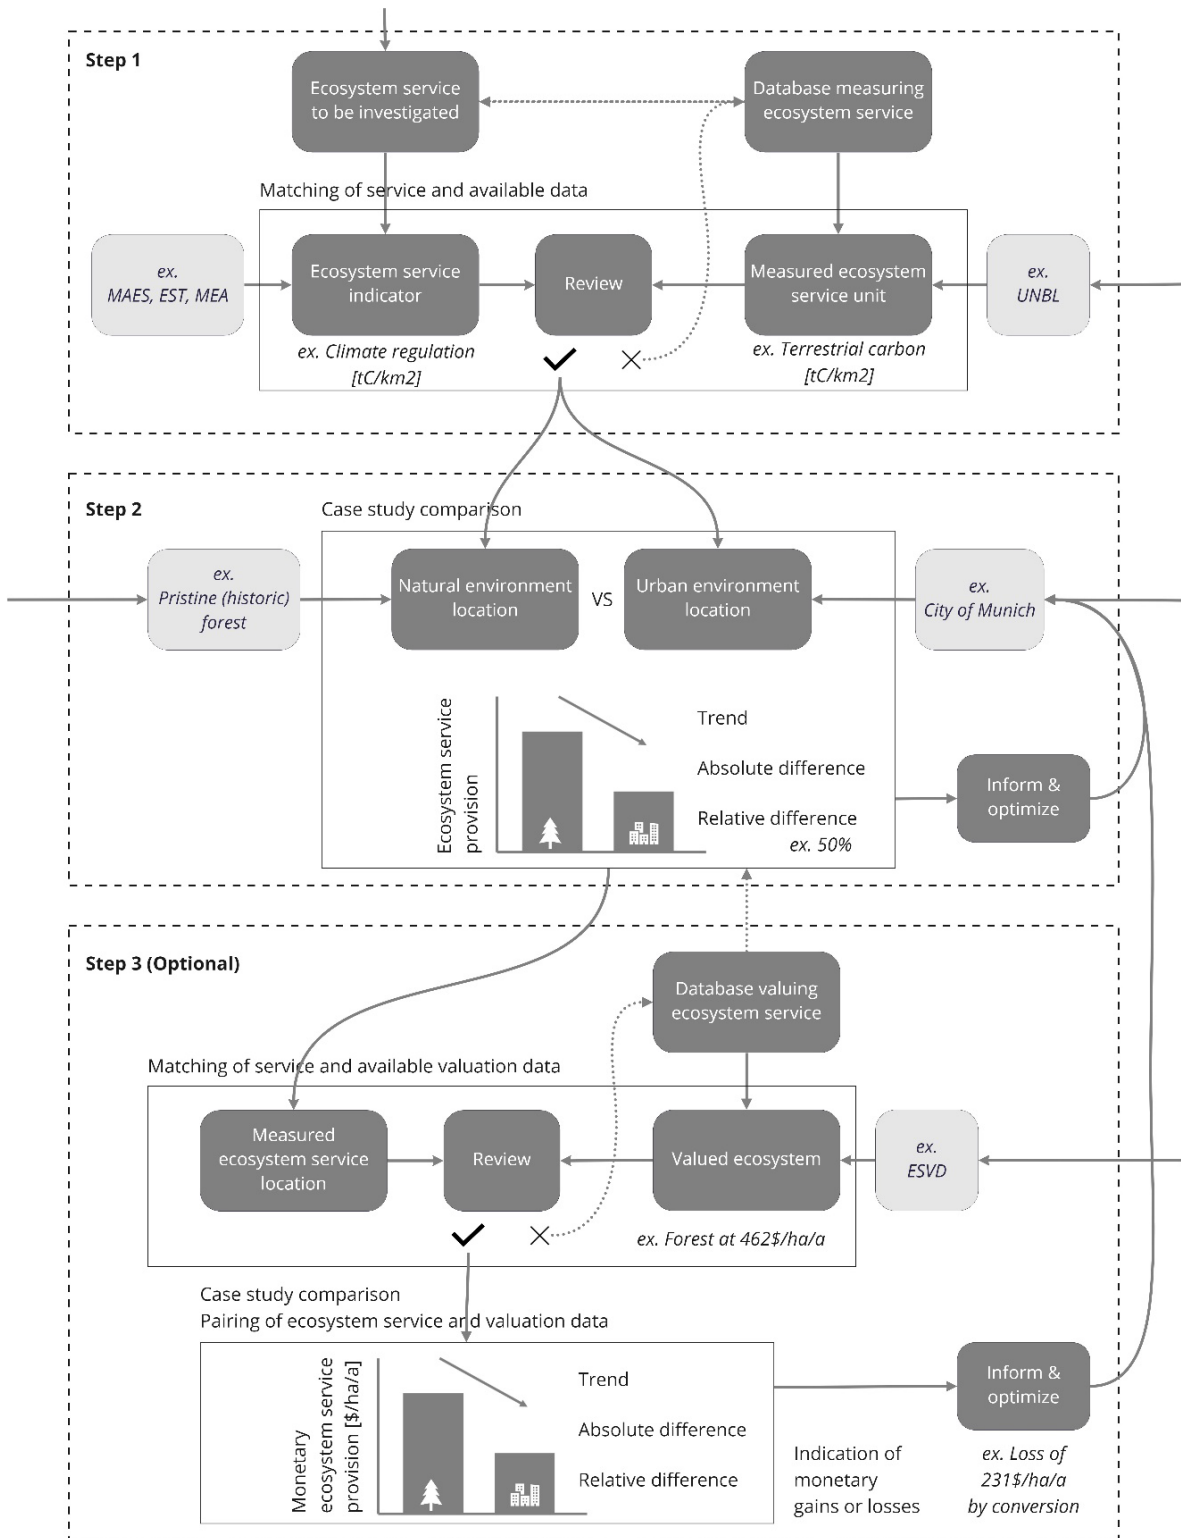 Step 1
Ecosystem service
to be investigated
Database measuring
ecosystem service
Matching of service and available data
ex.
MAES, EST, MEA
Ecosystem service
indicator
Review
Measured ecosystem
service unit
ex.
UNBL
ex. Climate regulation
[tC/km2]
ex. Terrestrial carbon
[tC/km2]
Step 2
Case study comparison
ex.
Pristine (historic)
forest
Natural environment
location
VS
Urban environment
location
ex.
City of Munich
Ecosystem service
provision
Trend
Absolute difference
Relative difference
ex. 50%
Inform &
optimize
Step 3 (Optional)
Database valuing
ecosystem service
Matching of service and available valuation data
Measured
ecosystem service
location
Review
Valued ecosystem
ex.
ESVD
ex. Forest at 462$/ha/a
Case study comparison
Pairing of ecosystem service and valuation data
Monetary
ecosystem service
provision [$/ha/a]
Trend
Absolute difference
Relative difference
Inform &
optimize
Indication of
monetary
gains or losses
ex. Loss of
231$/ha/a
by conversion